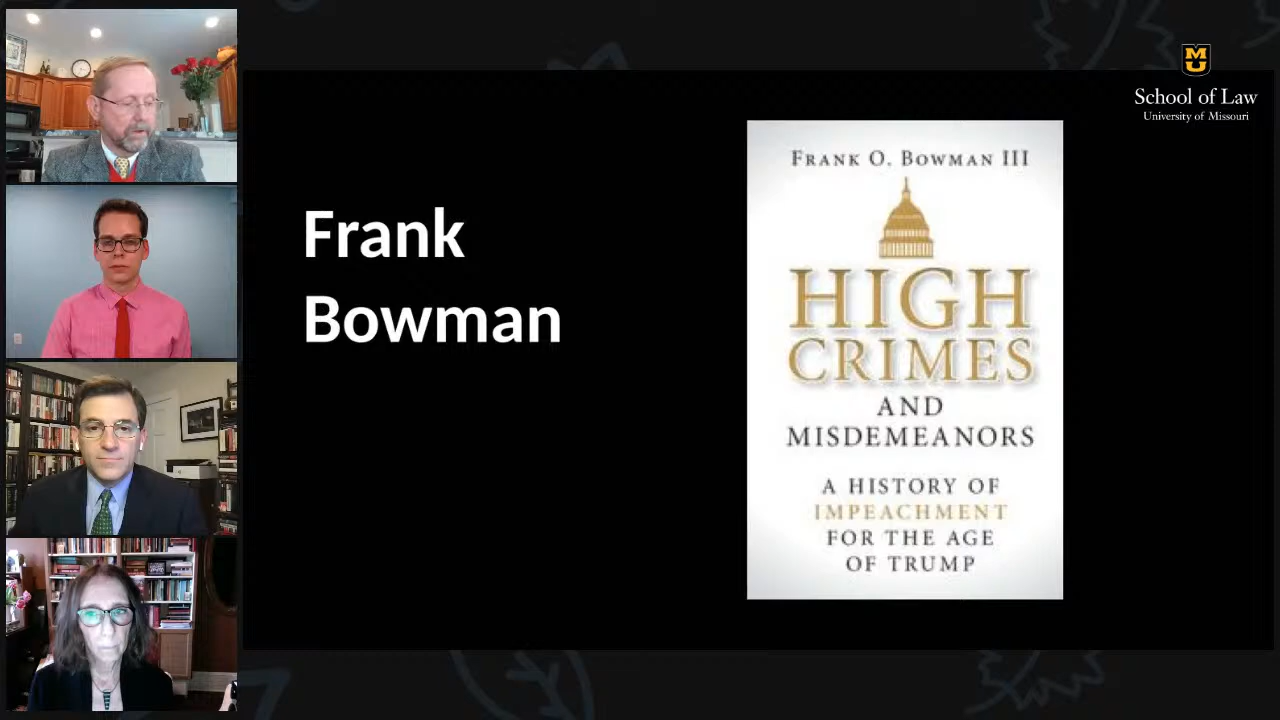 MU
School of Law
University of Missouri
Frank
Bowman
FRANK O. BOWMAN III
HIGH
CRIMES
AND
MISDEMEANORS
A HISTORY OF
IMPEACHMENT
FOR THE AGE
OF TRUMP